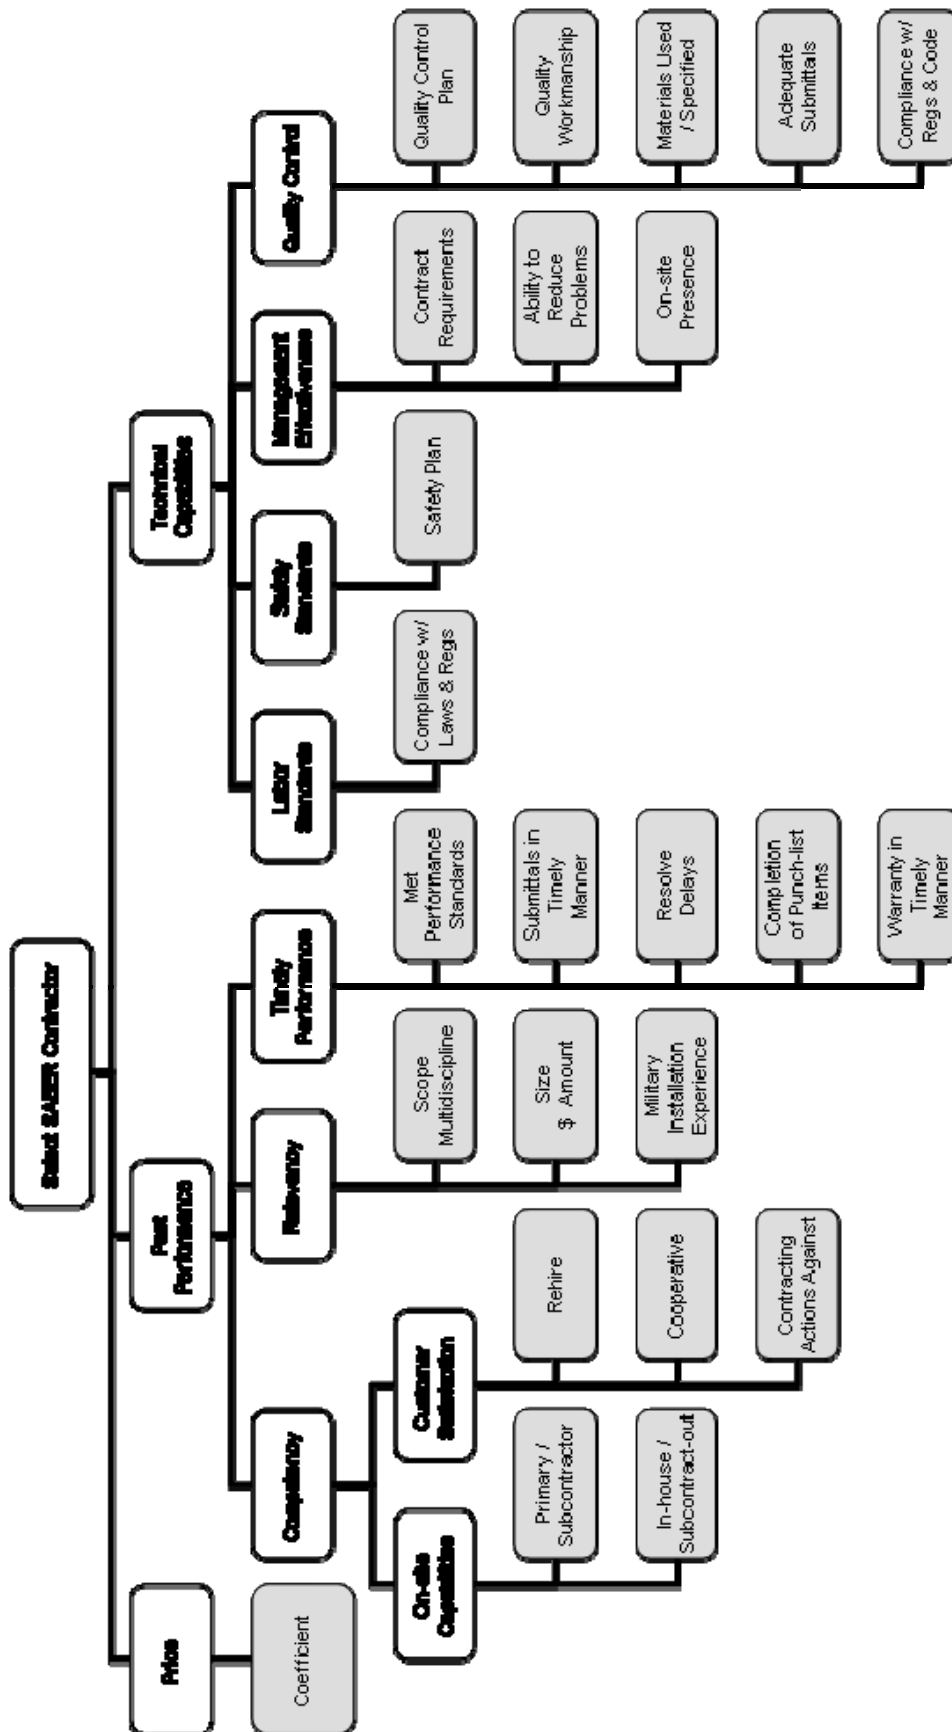 Select SABER Contractor
Price
Past
Performance
Technical
Capabilities
Coefficient
Competency
Relevancy
Timely
Performance
Labor
Standards
Safety
Standards
Management
Effectiveness
Quality Control
On-site
Capabilities
Customer
Satisfaction
Scope
Multidiscipline
Met
Performance
Standards
Compliance w/
Laws & Regs
Safety Plan
Contract
Requirements
Quality Control
Plan
Primary /
Subcontractor
Rehire
Size
$ Amount
Submittals in
Timely
Manner
Ability to
Reduce
Problems
Quality
Workmanship
In-house /
Subcontract-out
Cooperative
Military
Installation
Experience
Resolve
Delays
On-site
Presence
Materials Used
/ Specified
Contracting
Actions Against
Completion
of Punch-list
Items
Adequate
Submittals
Warranty in
Timely
Manner
Compliance w/
Regs & Code